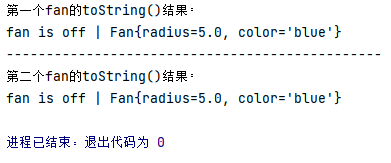 第一个fan的toString()结果：
fan is off | Fan{radius=5.0, color='blue'}
--------------------------------------------------
第二个fan的toString()结果：
fan is off | Fan{radius=5.0, color='blue'}
进程已结束：退出代码为 0